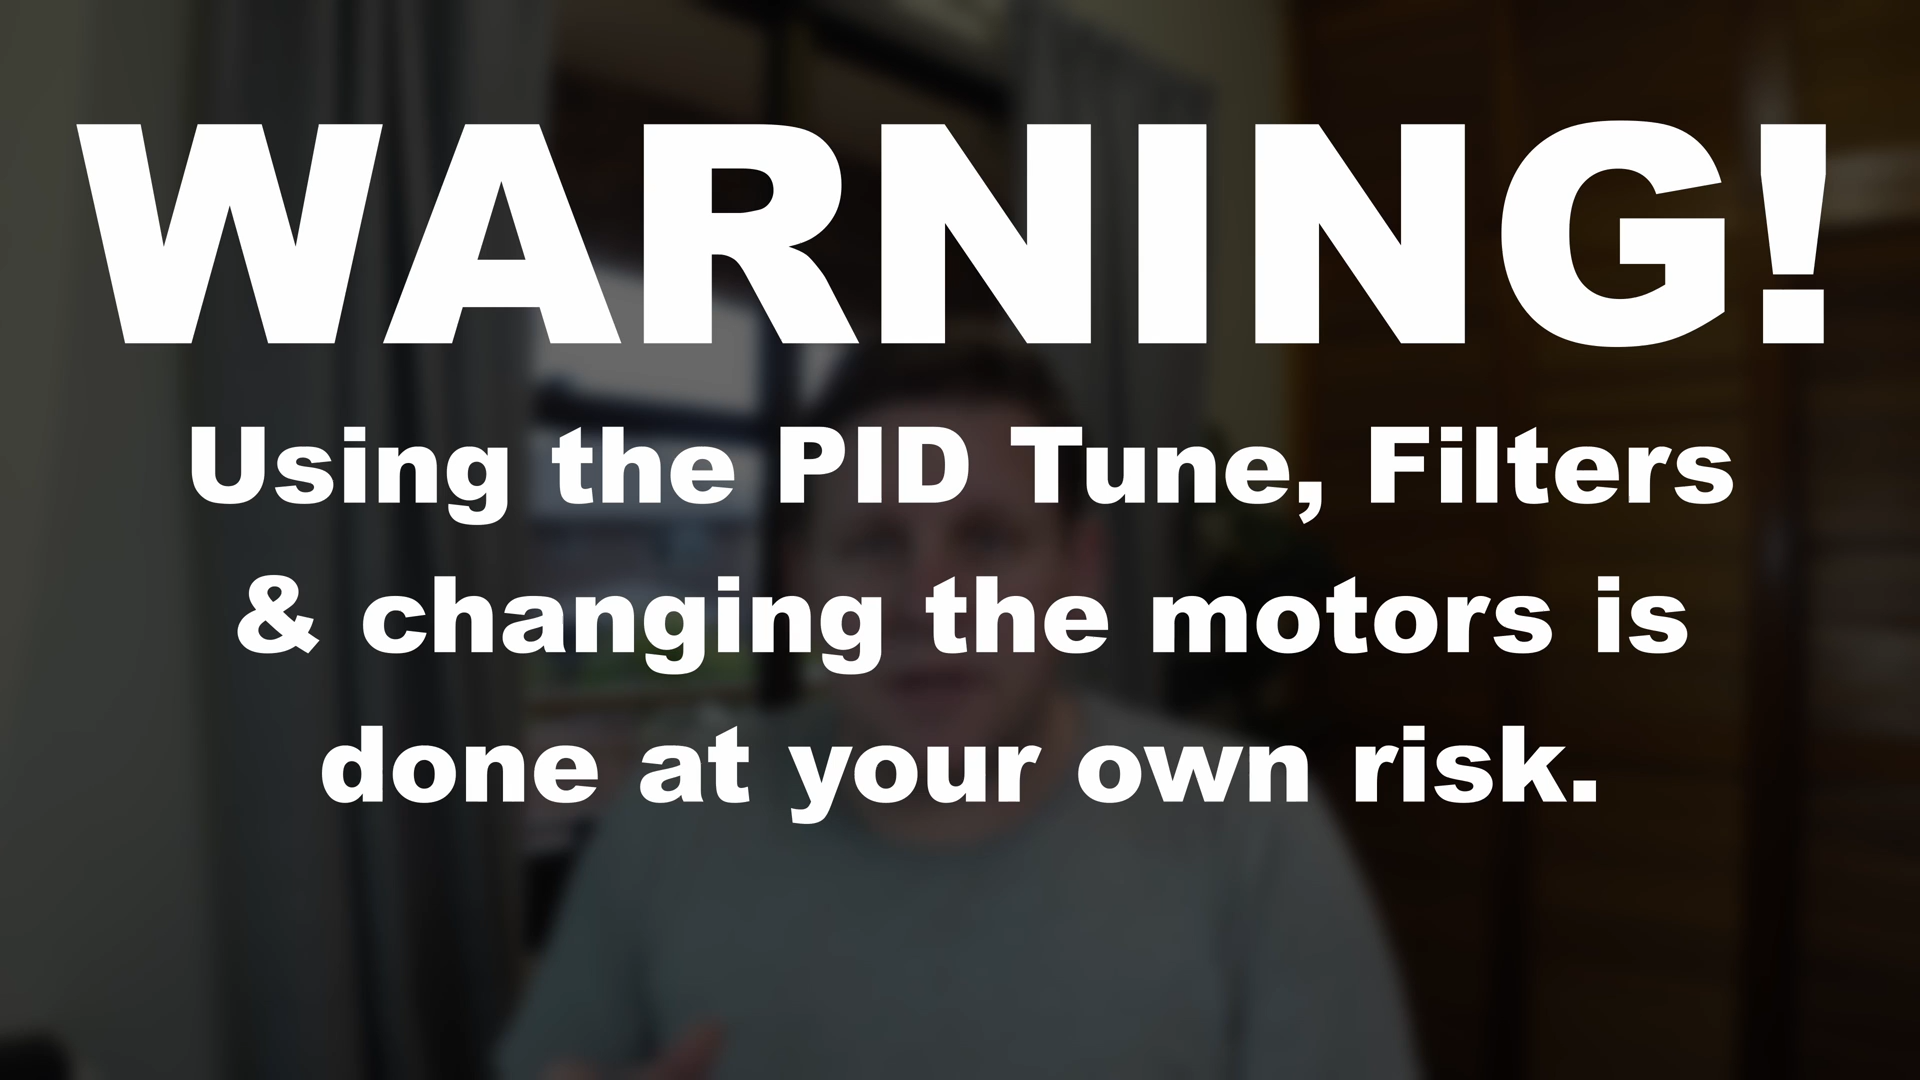 WARNING!
Using the PID Tune, Filters
& changing the motors is
done at your own risk.